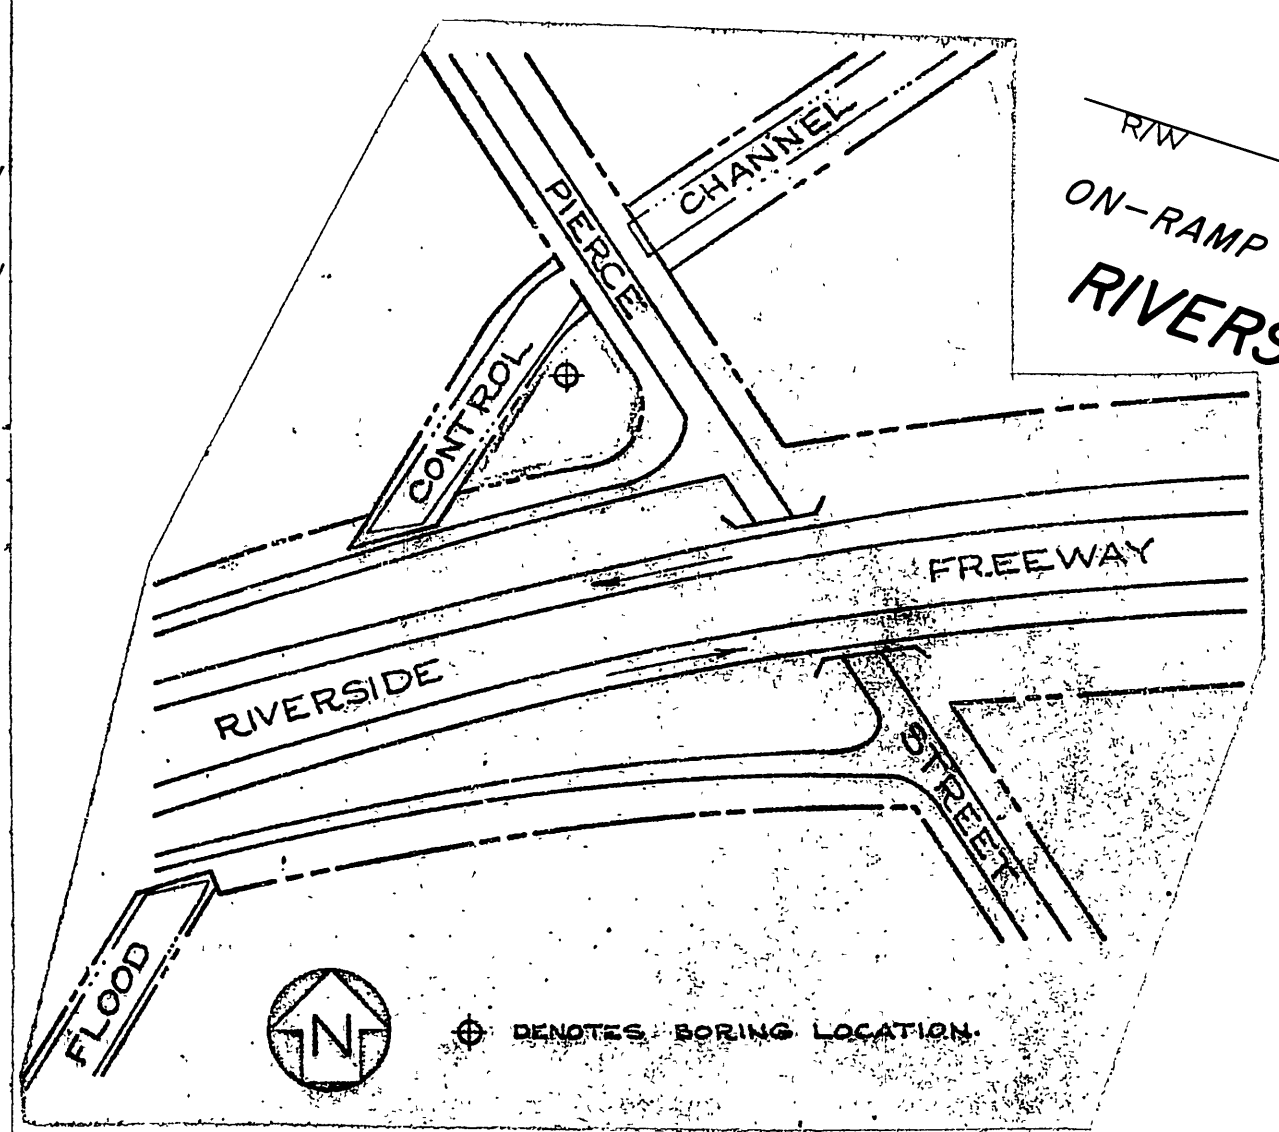 R/W
ON-RAMP
CHANNEL
PIERCE
RIVERS
CONTROL
FREEWAY
RIVERSIDE
STREET
FLOOD
N
DENOTES BORING LOCATION.